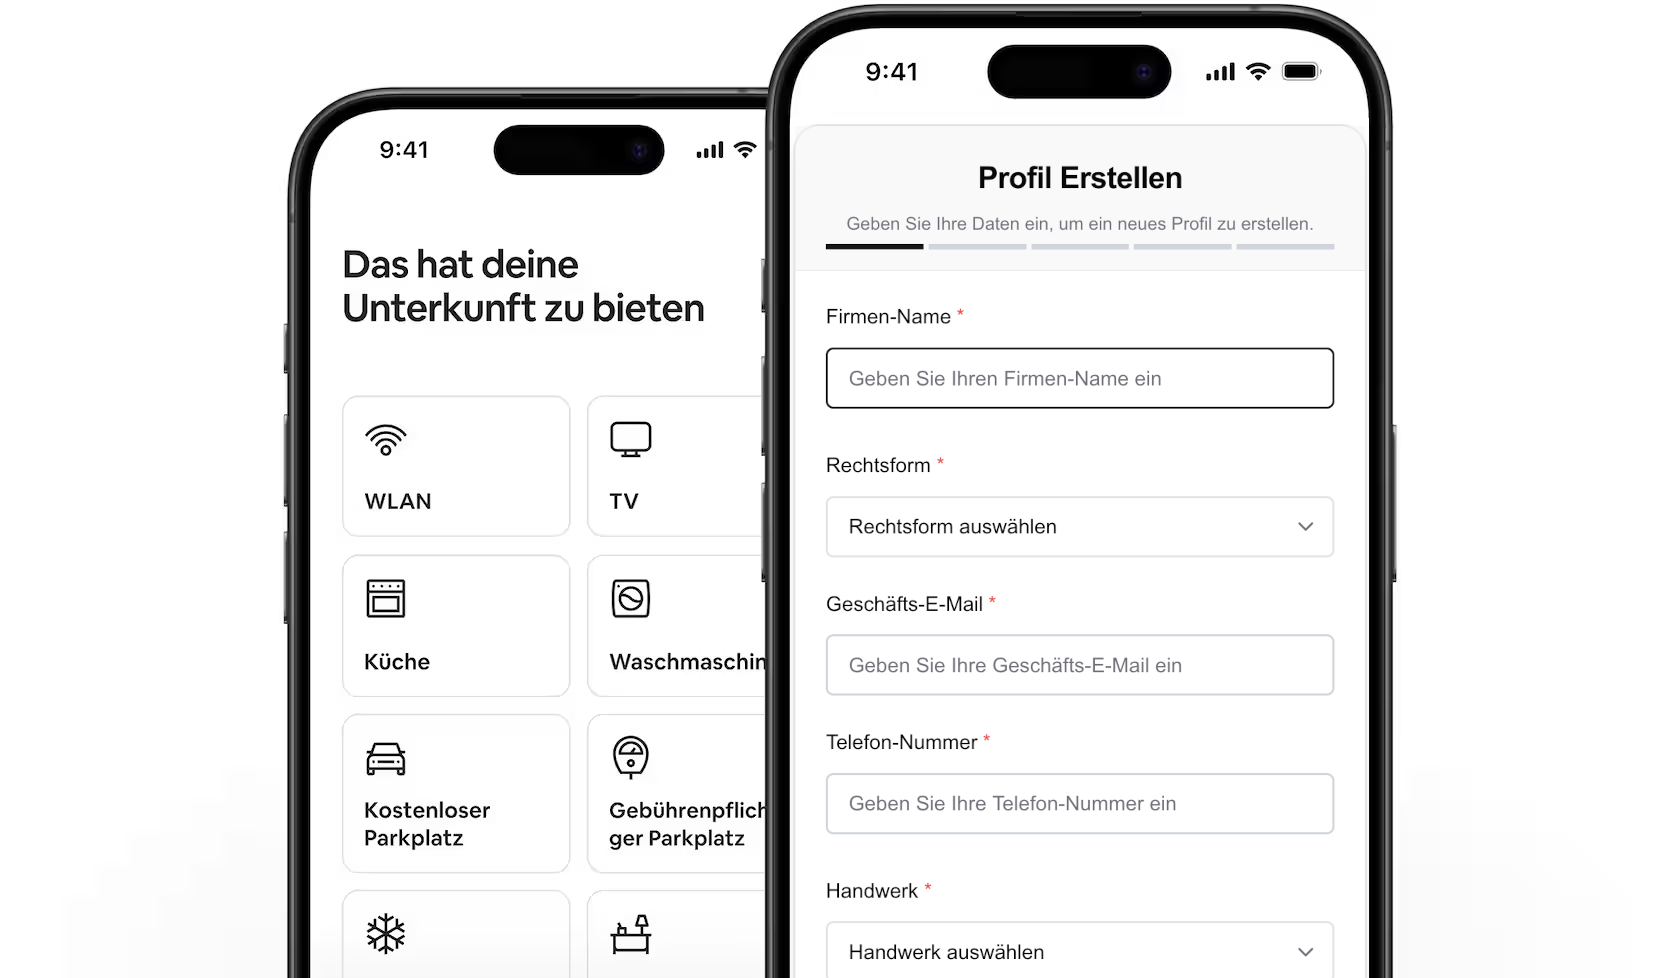 9:41
Das hat deine
Unterkunft zu bieten
WLAN
TV
Küche
Waschmaschin
Kostenloser
Parkplatz
Gebührenpflich
ger Parkplatz
9:41
Profil Erstellen
Geben Sie Ihre Daten ein, um ein neues Profil zu erstellen.
Firmen-Name *
Geben Sie Ihren Firmen-Name ein
Rechtsform *
Rechtsform auswählen
Geschäfts-E-Mail *
Geben Sie Ihre Geschäfts-E-Mail ein
Telefon-Nummer *
Geben Sie Ihre Telefon-Nummer ein
Handwerk *
Handwerk auswählen